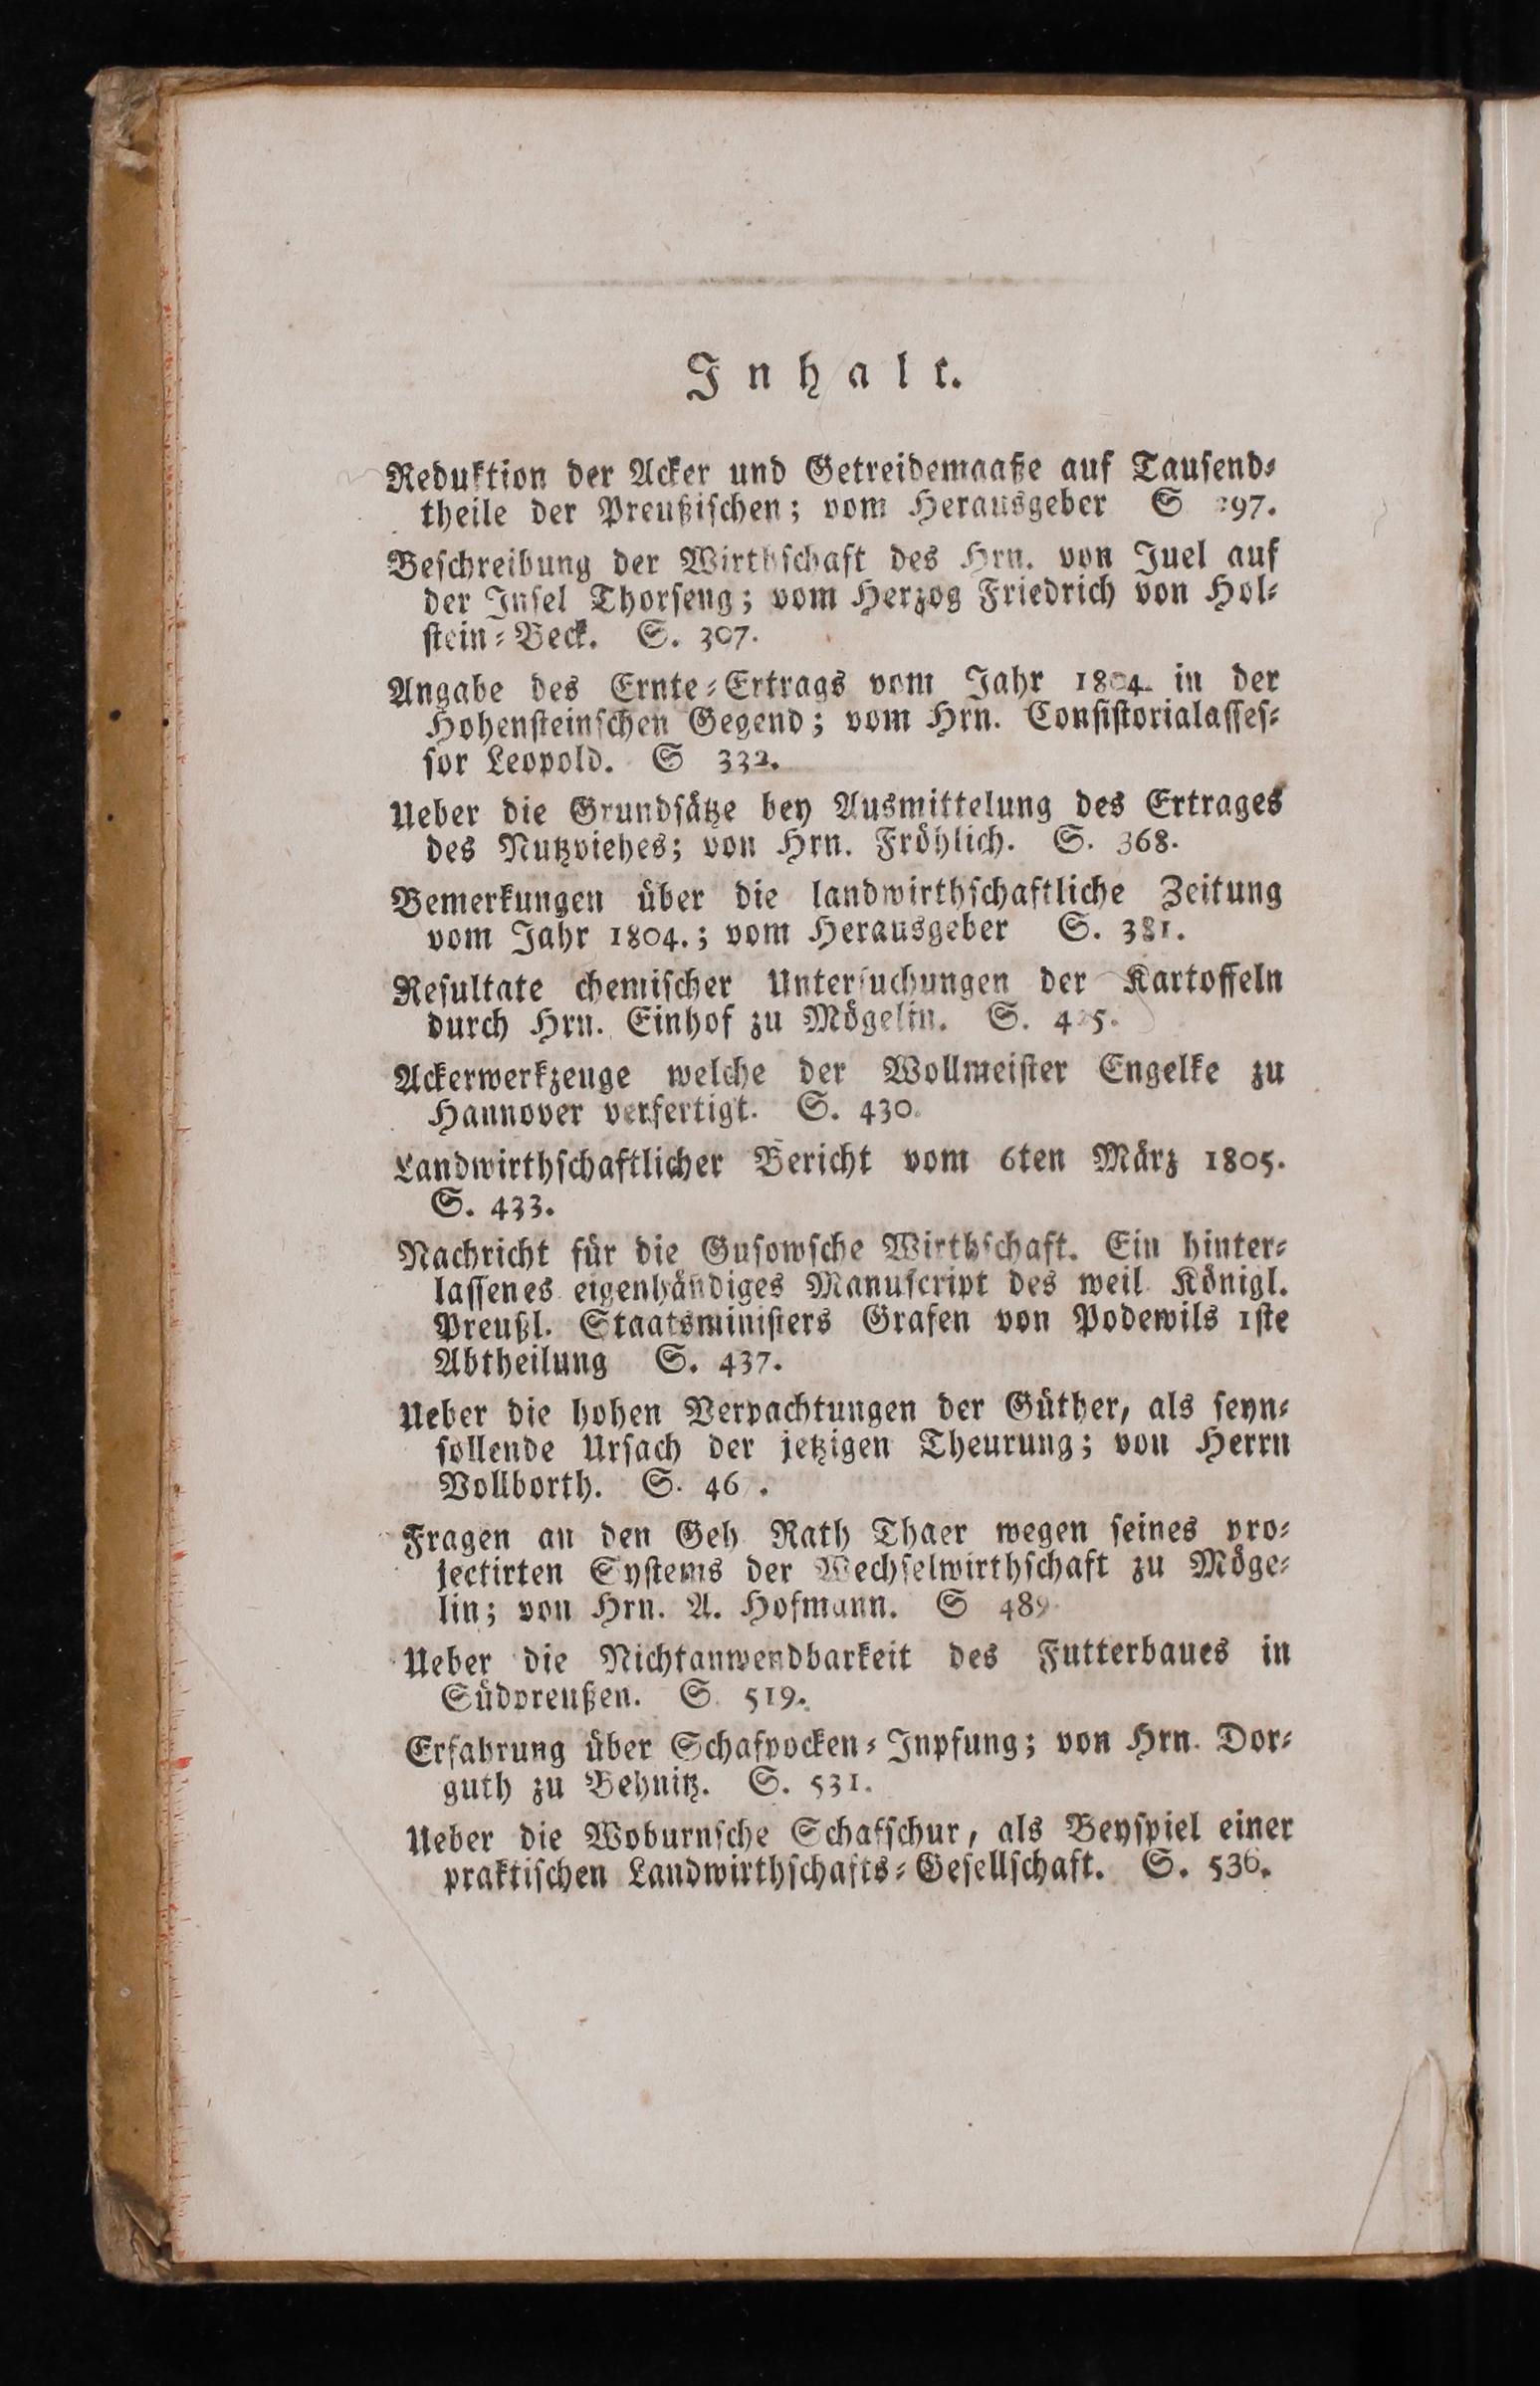 Inhalt.
Reduktion der Acker und Getreidemaaße auf Tausend⸗
theile der Preußischen; vom Herausgeber S 297.
Beschreibung der Wirthschaft des Hrn. von Juel auf
der Insel Thorseng; vom Herzog Friedrich von Hol⸗
stein⸗Beck. S. 307.
Angabe des Ernte⸗Ertrags vom Jahr 1804. in der
Hohensteinschen Gegend; vom Hrn. Consistorialasses⸗
sor Leopold. S 332.
Ueber die Grundsätze bey Ausmittelung des Ertrages
des Nutzviehes; von Hrn. Fröhlich. S. 368.
Bemerkungen über die landwirthschaftliche Zeitung
vom Jahr 1804.; vom Herausgeber S. 381.
Resultate chemischer Untersuchungen der Kartoffeln
durch Hrn. Einhof zu Mögelin. S.
Ackerwerkzeuge welche der Wollmeister Engelke zu
Hannover verfertigt. S. 430.
Landwirthschaftlicher Bericht vom 6ten März 1805.
S. 433.
Nachricht für die Gusowsche Wirthschaft. Ein hinter⸗
lassenes eigenhändiges Manuscript des weil. Königl.
Preußl. Staatsministers Grafen von Podewils 1ste
Abtheilung S. 437.
Ueber die hohen Verpachtungen der Güther, als seyn⸗
sollende Ursach der jetzigen Theurung; von Herrn
Vollborth. S.
Fragen an den Geh Rath Thaer wegen seines pro⸗
jectirten Systems der Wechselwirthschaft zu Möge⸗
lin; von Hrn. A. Hofmann. S 489.
Ueber die Nichtanwendbarkeit des Futterbaues in
Südpreußen. S. 519.
Erfahrung über Schafpocken⸗Inpfung; von Hrn. Dor⸗
guth zu Behnitz. S. 531.
Ueber die Woburnsche Schafschur, als Beyspiel einer
praktischen Landwirthschafts⸗Gesellschaft. S. 536.